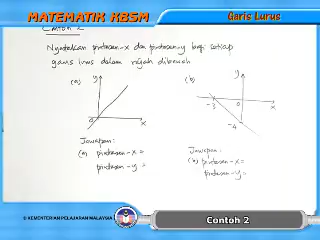 MATEMATIK KBSM
Garis Lurus
Contoh 2
Nyatakan pintasan-x dan pintasan-y bagi setiap
garis lurus dalam rajah dibawah
(a)
y
0
x
(b)
y
-3
0
x
-4
Jawapan:
(a) pintasan-x =
pintasan-y =
Jawapan:
(b) pintasan-x =
pintasan-y =
© KEMENTERIAN PELAJARAN MALAYSIA
Contoh 2